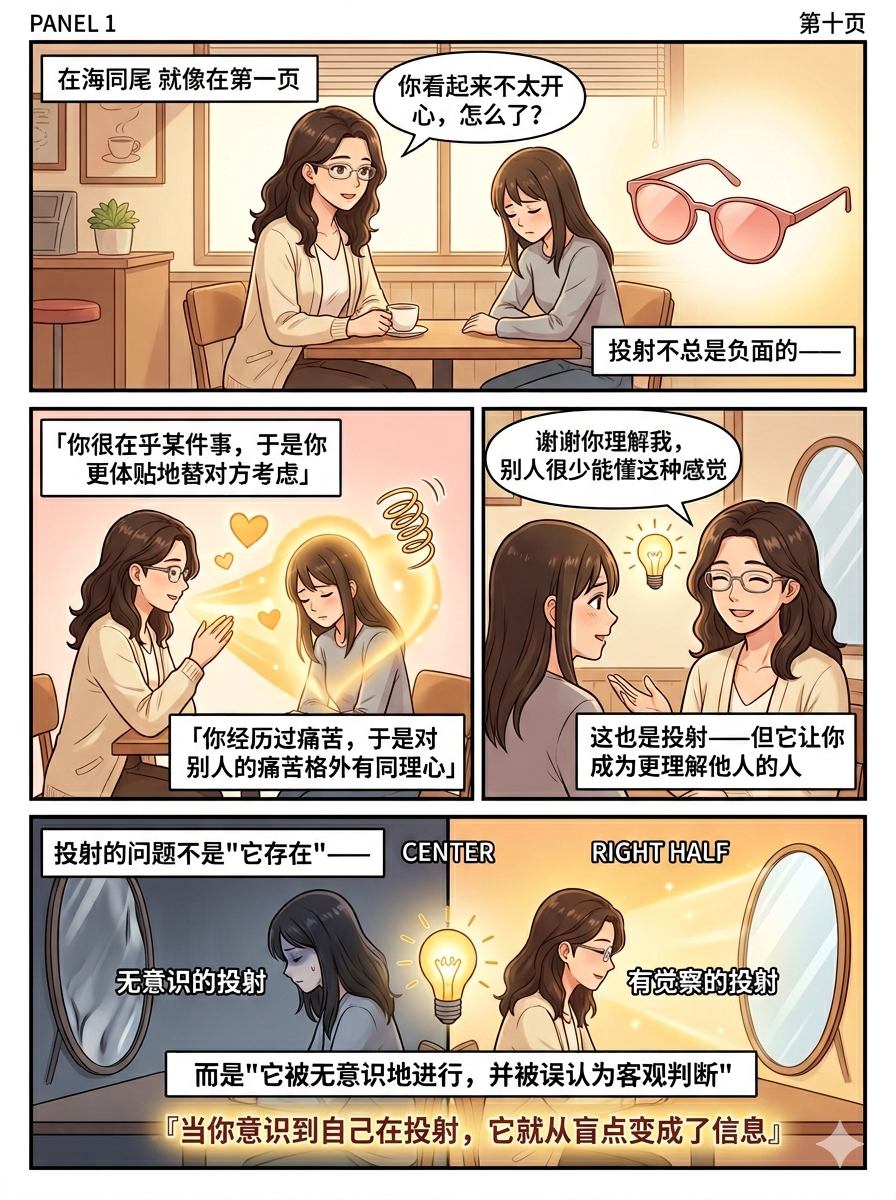 PANEL 1
第十页
在海同尾 就像在第一页
你看起来不太开
心，怎么了？
投射不总是负面的——
「你很在乎某件事，于是你
更体贴地替对方考虑」
「你经历过痛苦，于是对
别人的痛苦格外有同理心」
谢谢你理解我，
别人很少能懂这种感觉
这也是投射——但它让你
成为更理解他人的人
投射的问题不是"它存在"——
CENTER
RIGHT HALF
无意识的投射
有觉察的投射
而是"它被无意识地进行，并被误认为客观判断"
『当你意识到自己在投射，它就从盲点变成了信息』